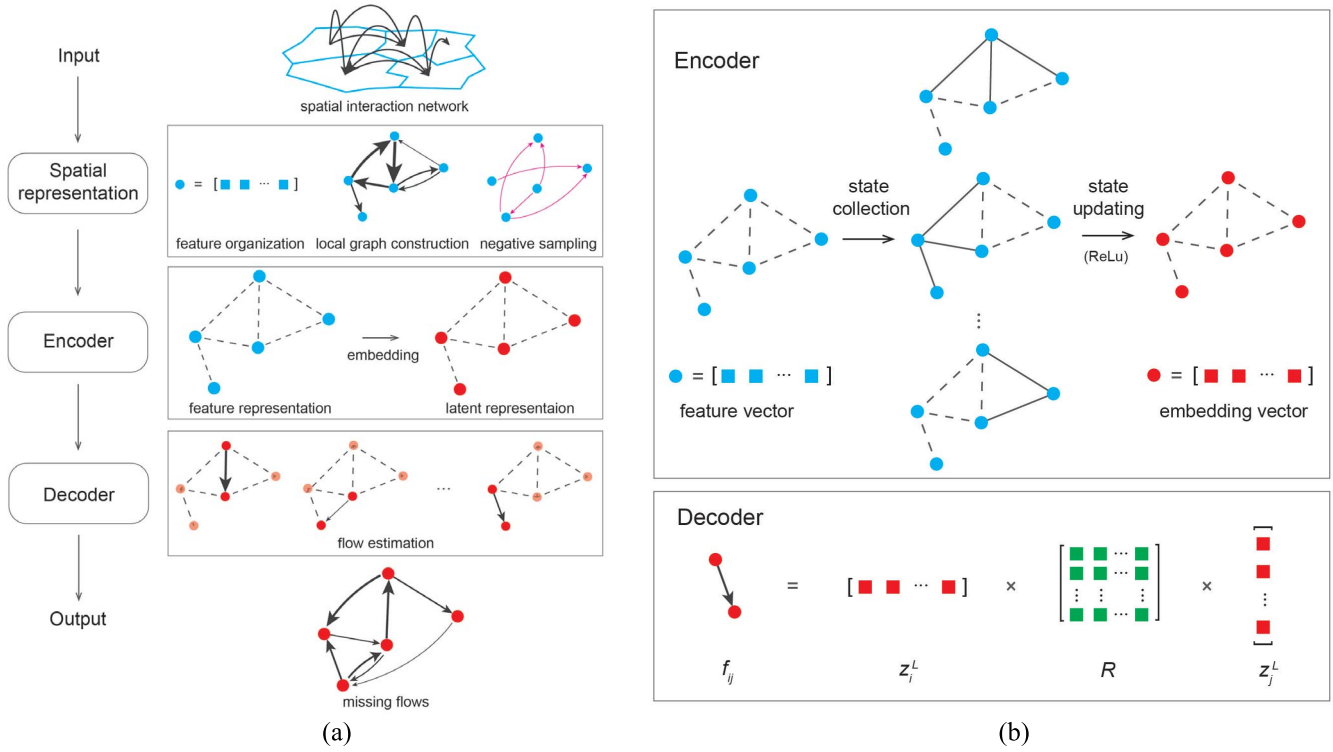 Input
spatial interaction network
Spatial
representation
= [ ... ]
feature organization
local graph construction
negative sampling
Encoder
embedding
feature representation
latent representaion
Decoder
...
flow estimation
Output
missing flows
(a)
Encoder
state
collection
state
updating
(ReLu)
⋮
= [ ... ]
feature vector
= [ ... ]
embedding vector
Decoder
= [ ... ] × [ ... ... ⋮ ⋮ ⋮ ... ] × [ ⋮ ]
f_ij
z_i^L
R
z_j^L
(b)